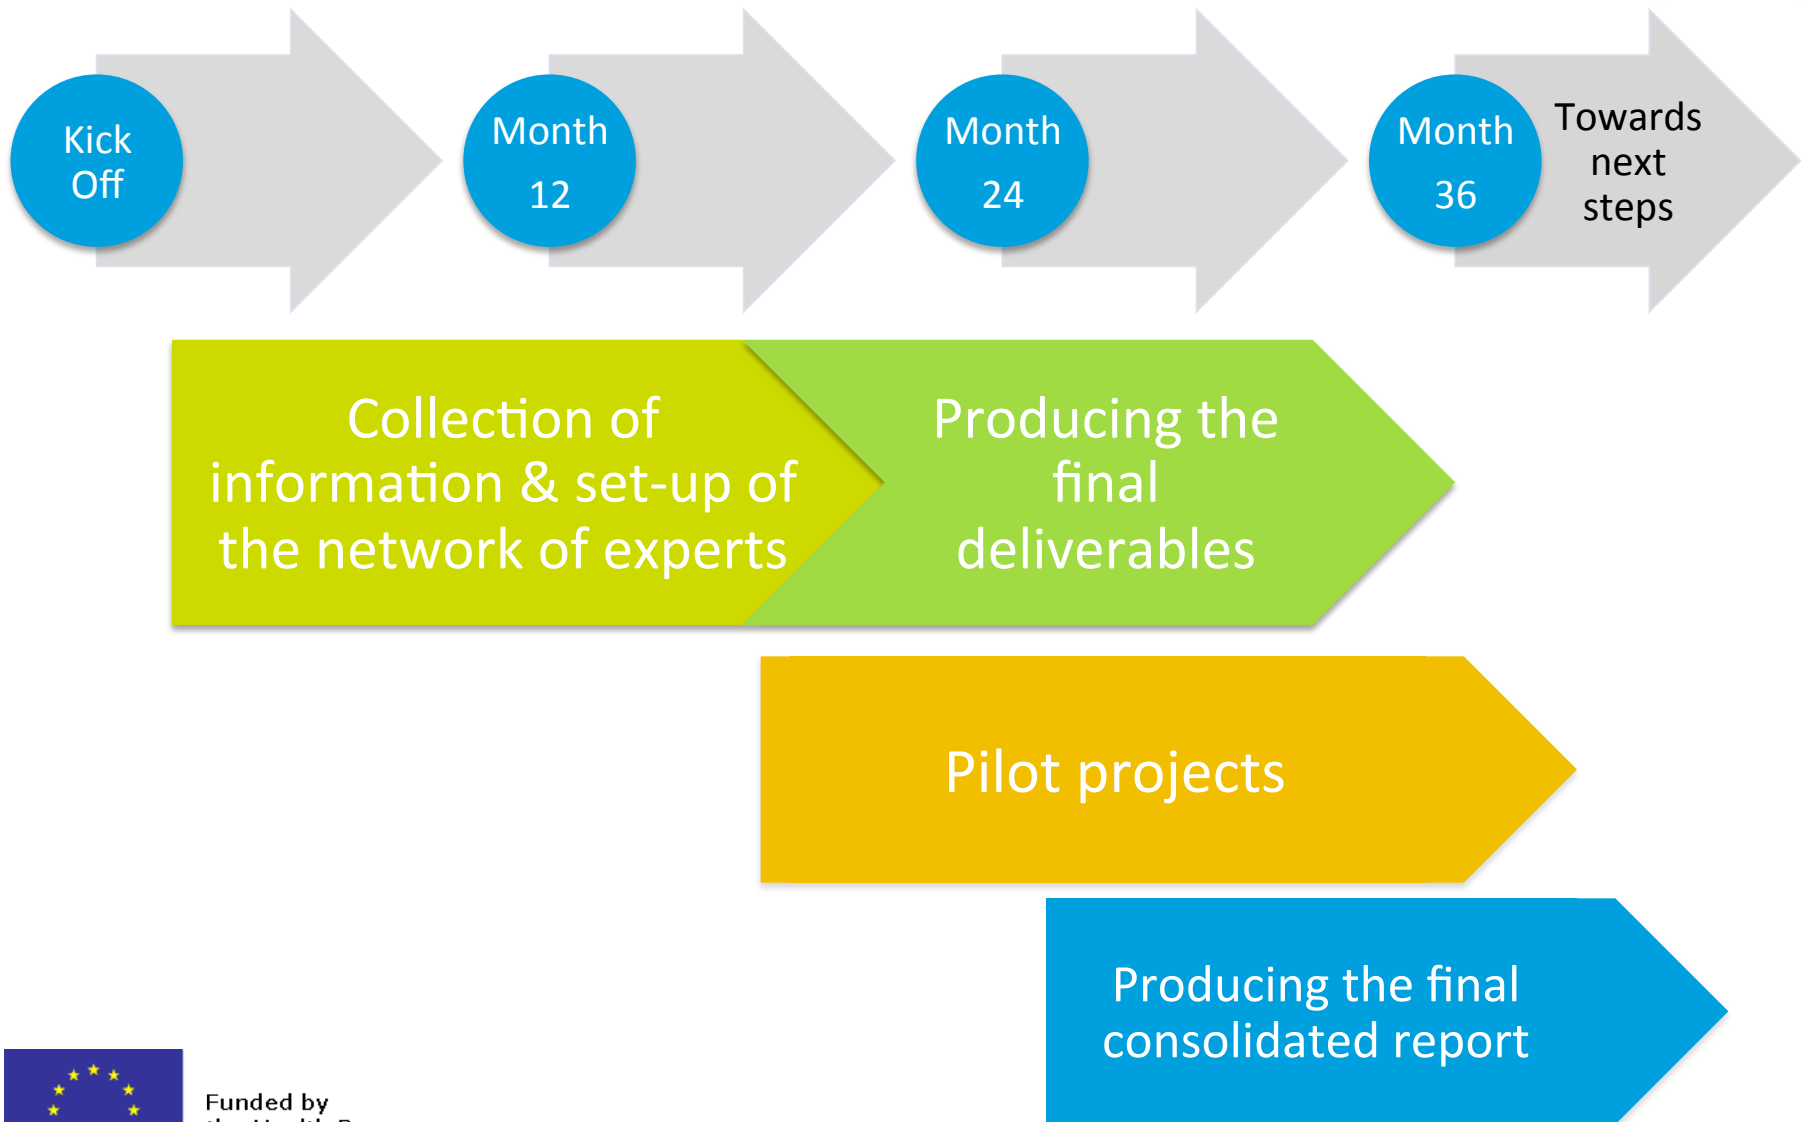 Kick
Off
Month
12
Month
24
Month
36
Towards
next
steps
Collection of
information & set-up of
the network of experts
Producing the
final
deliverables
Pilot projects
Producing the final
consolidated report
Funded by